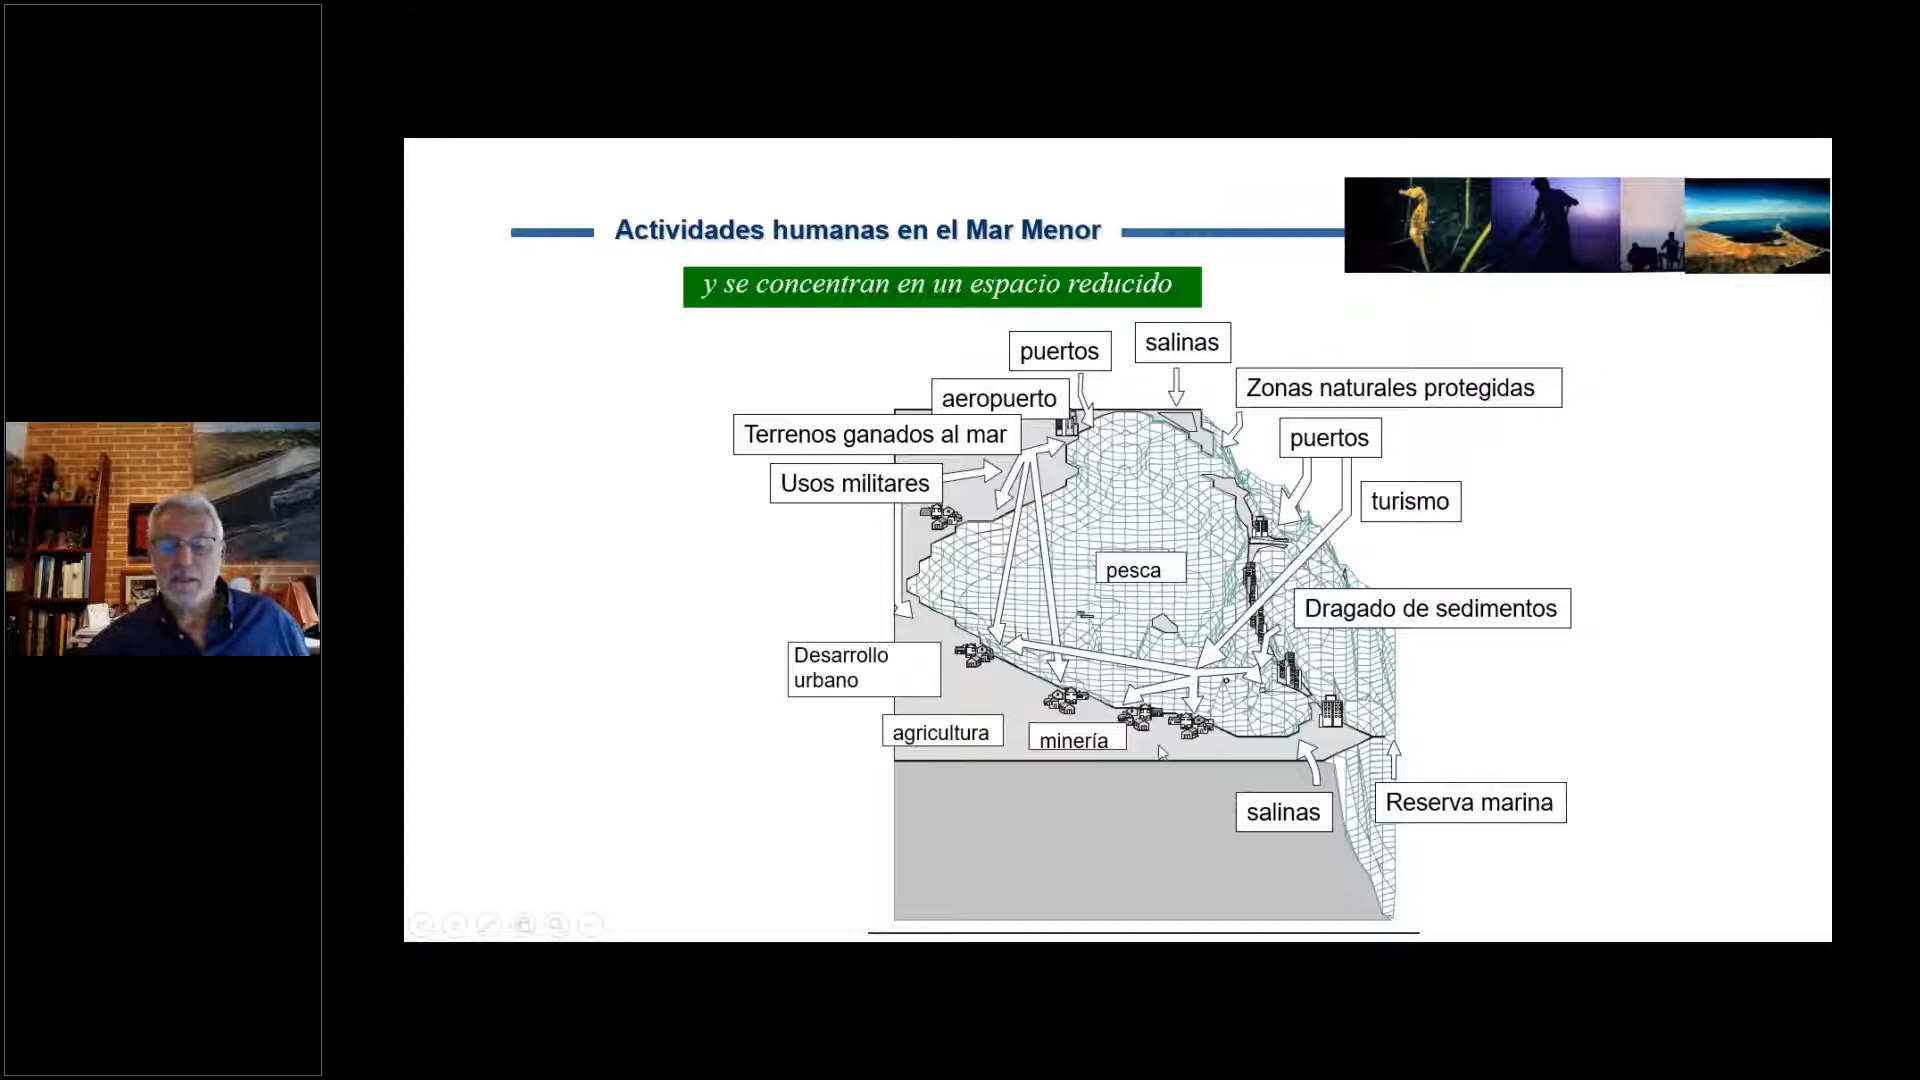 Actividades humanas en el Mar Menor
y se concentran en un espacio reducido
puertos
salinas
aeropuerto
Zonas naturales protegidas
Terrenos ganados al mar
puertos
Usos militares
turismo
pesca
Dragado de sedimentos
Desarrollo
urbano
agricultura
minería
salinas
Reserva marina